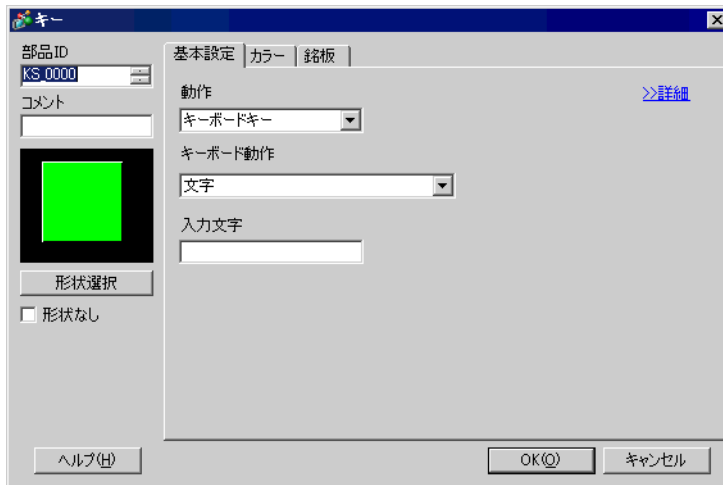 キー
部品ID
KS_0000
コメント
形状選択
形状なし
基本設定 カラー 銘板
動作
>>詳細
キーボードキー
キーボード動作
文字
入力文字
ヘルプ(H) OK(O) キャンセル